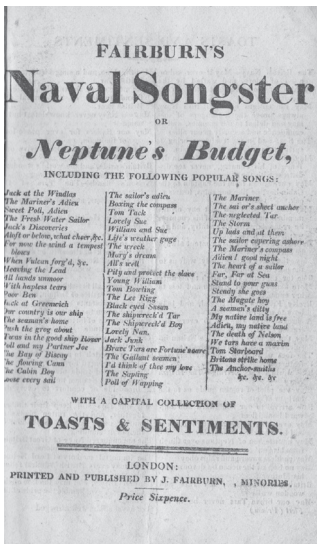 FAIRBURN'S
Naval Songster
OR
Neptune's Budget,
INCLUDING THE FOLLOWING POPULAR SONGS:
Jack at the Windlas
The Mariner's Adieu
Sweet Poll, Adieu
The Fresh Water Sailor
Jack's Discoveries
Abaft or below, what cheer &c.
For now the wind a tempest
blows
When Vulcan forg'd, &c.
Heaving the Lead
All hands unmoor
With hapless tears
Poor Ben
Jack at Greenwich
Our country is our ship
The seaman's home
Push the grog about
'Twas in the good ship Rover
Poll and my Partner Joe
The Bay of Biscay
The flowing Cann
The Cabin Boy
Loose every sail
The sailor's adieu
Boxing the compass
Tom Tuck
Lovely Sue
William and Sue
Life's weather gage
The wreck
Mary's dream
All's well
Pity and protect the slave
Young William
Tom Bowling
The Lee Rigg
Black eyed Susan
The shipwreck'd Tar
The Shipwreck'd Boy
Lovely Nan,
Jack Junk
Brave Tars are Fortune's
The Gallant women
I'd think of thee my love
The Sapling
Poll of Wapping
The Mariner
The sailor's sheet anchor
The neglected Tar
The Storm
Up lads and at them
The sailor expiring ashore
The Mariner's compass
Adieu! good night
The heart of a sailor
Far, Far at Sea
Stand to your guns
Steady she goes
The Margate hoy
A seaman's ditty
My native land is free
Adieu, my native land
The death of Nelson
We tars have a maxim
Tom Starboard
Britons strike home
The Anchor-smiths
&c. &c. &c
WITH A CAPITAL COLLECTION OF
TOASTS & SENTIMENTS.
LONDON:
PRINTED AND PUBLISHED BY J. FAIRBURN, , MINORIES.
Price Sixpence.